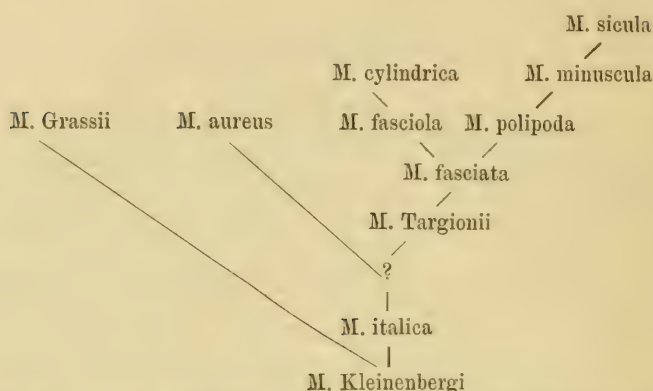 M. sicula
M. cylindrica M. minuscula
M. Grassii M. aureus M. fasciola M. polipoda
M. fasciata
M. Targionii
?
M. italica
M. Kleinenbergi